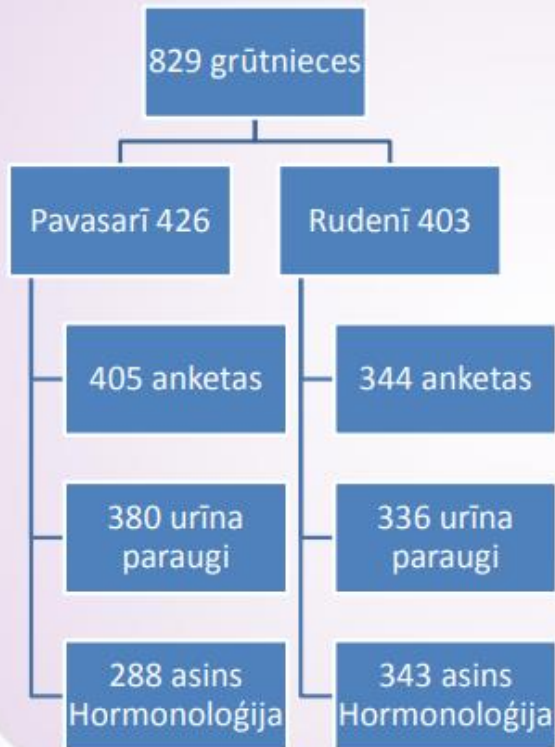 829 grūtnieces
Pavasarī 426
Rudenī 403
405 anketas
344 anketas
380 urīna
paraugi
336 urīna
paraugi
288 asins
Hormonoloģija
343 asins
Hormonoloģija